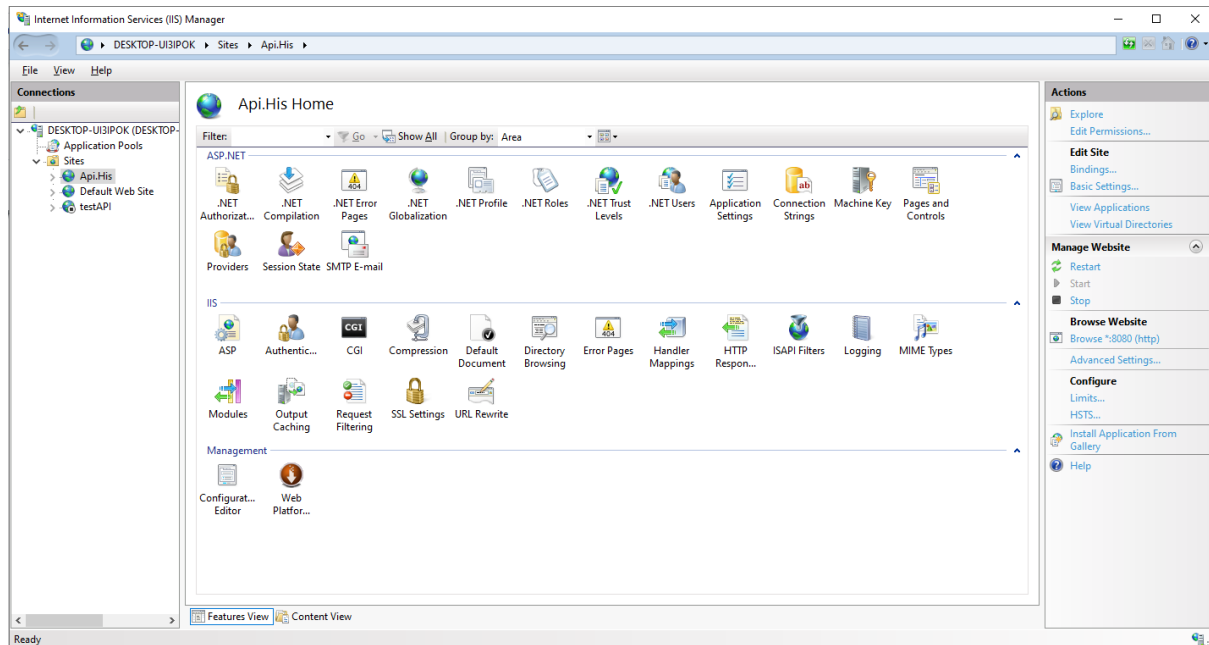 Internet Information Services (IIS) Manager
DESKTOP-UI3IPOK Sites Api.His
File View Help
Connections
DESKTOP-UI3IPOK (DESKTOP-
Application Pools
Sites
Api.His
Default Web Site
testAPI
Api.His Home
Filter: Go Show All Group by: Area
ASP.NET
.NET Authorizat...
.NET Compilation
.NET Error Pages
.NET Globalization
.NET Profile
.NET Roles
.NET Trust Levels
.NET Users
Application Settings
Connection Strings
Machine Key
Pages and Controls
Providers
Session State
SMTP E-mail
IIS
ASP
Authentic...
CGI
Compression
Default Document
Directory Browsing
Error Pages
Handler Mappings
HTTP Respon...
ISAPI Filters
Logging
MIME Types
Modules
Output Caching
Request Filtering
SSL Settings
URL Rewrite
Management
Configurat... Editor
Web Platfor...
Features View Content View
Actions
Explore
Edit Permissions...
Edit Site
Bindings...
Basic Settings...
View Applications
View Virtual Directories
Manage Website
Restart
Start
Stop
Browse Website
Browse *:8080 (http)
Advanced Settings...
Configure
Limits...
HSTS...
Install Application From
Gallery
Help
Ready